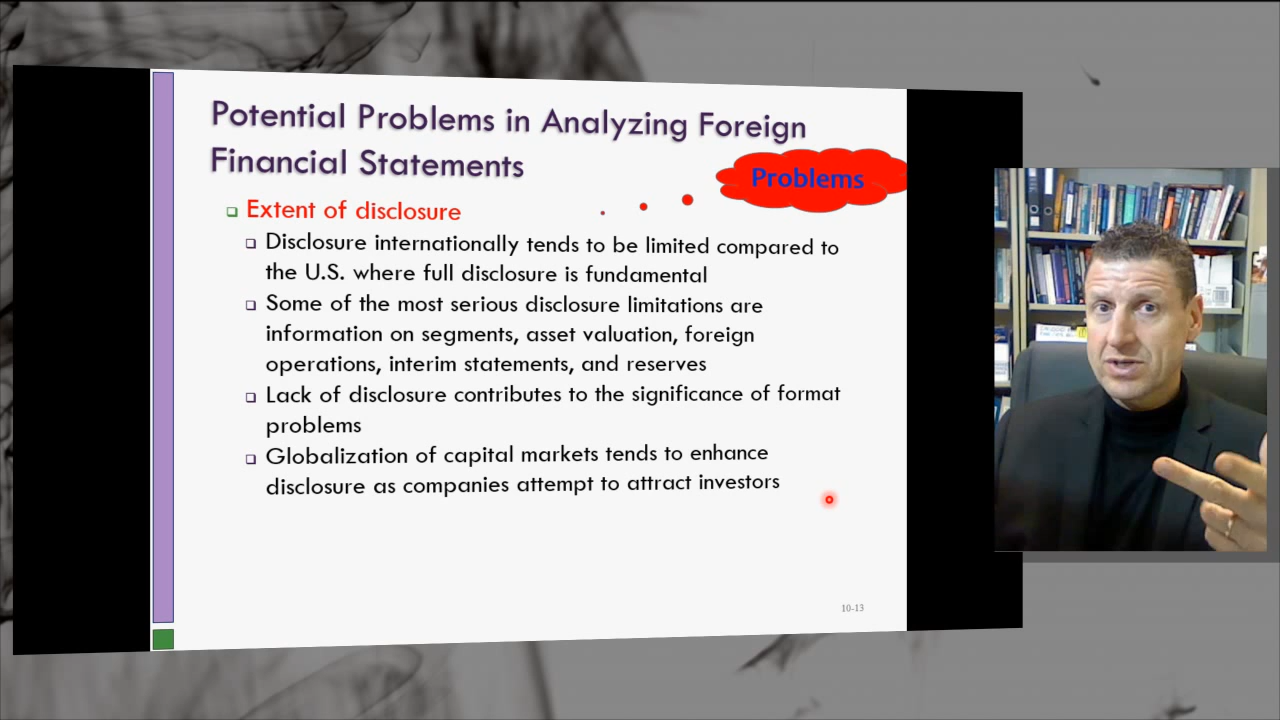 Potential Problems in Analyzing Foreign
Financial Statements
Problems
Extent of disclosure
Disclosure internationally tends to be limited compared to
the U.S. where full disclosure is fundamental
Some of the most serious disclosure limitations are
information on segments, asset valuation, foreign
operations, interim statements, and reserves
Lack of disclosure contributes to the significance of format
problems
Globalization of capital markets tends to enhance
disclosure as companies attempt to attract investors
10-13